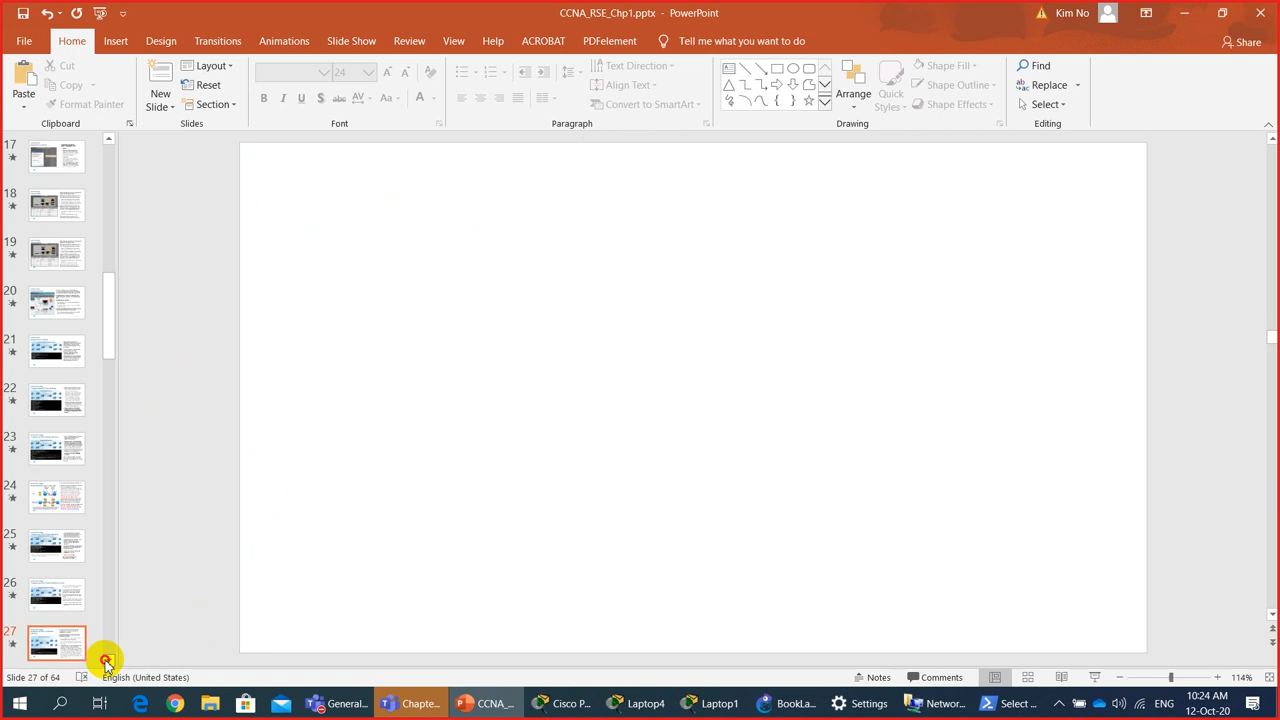 CCNA_RSE_Chp1.pptx - PowerPoint
Kim No
File Home Insert Design Transitions Animations Slide Show Review View Help ACROBAT PDFelement Tell me what you want to do Share
Paste
Cut
Copy
Format Painter
Clipboard
New Slide
Layout
Reset
Section
Slides
24
B I U S abc AV Aa A
Font
Text Direction
Align Text
Convert to SmartArt
Paragraph
Arrange
Quick Styles
Shape Fill
Shape Outline
Shape Effects
Drawing
Find
Replace
Select
Editing
17
18
19
20
21
22
23
24
25
26
27
Slide 27 of 64
English (United States)
Notes
Comments
114%
General...
Chapte...
CCNA_...
Cisco P...
Laptop4
Laptop1
BookLa...
Settings
Networ...
Select ...
ENG
10:24 AM
12-Oct-20